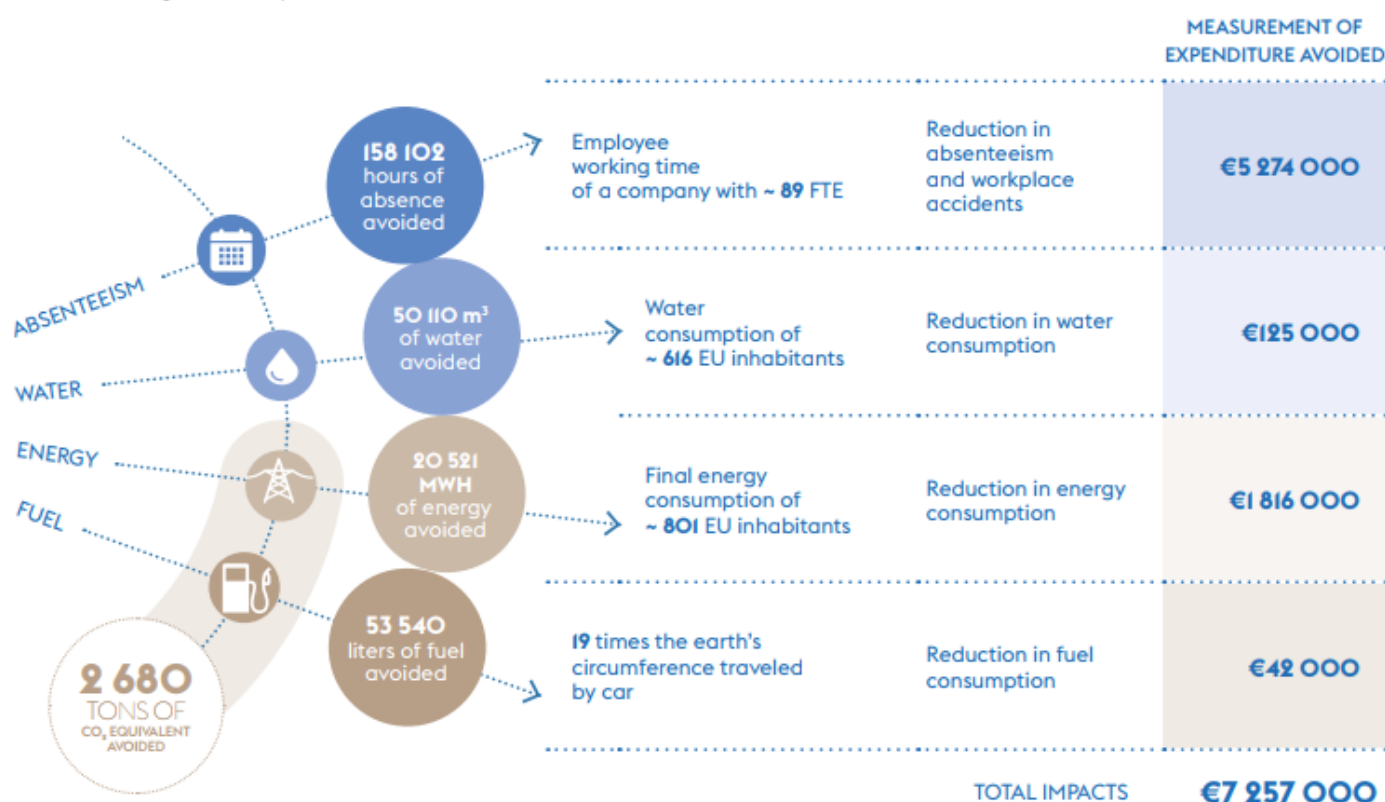 MEASUREMENT OF
EXPENDITURE AVOIDED
158 102
hours of
absence
avoided
Employee
working time
of a company with ~ 89 FTE
Reduction in
absenteeism
and workplace
accidents
€5 274 000
ABSENTEEISM
50 110 m³
of water
avoided
Water
consumption of
~ 616 EU inhabitants
Reduction in water
consumption
€125 000
WATER
ENERGY
20 521
MWH
of energy
avoided
Final energy
consumption of
~ 801 EU inhabitants
Reduction in energy
consumption
€1 816 000
FUEL
53 540
liters of fuel
avoided
19 times the earth's
circumference traveled
by car
Reduction in fuel
consumption
€42 000
2 680
TONS OF
CO₂ EQUIVALENT
AVOIDED
TOTAL IMPACTS
€7 257 000